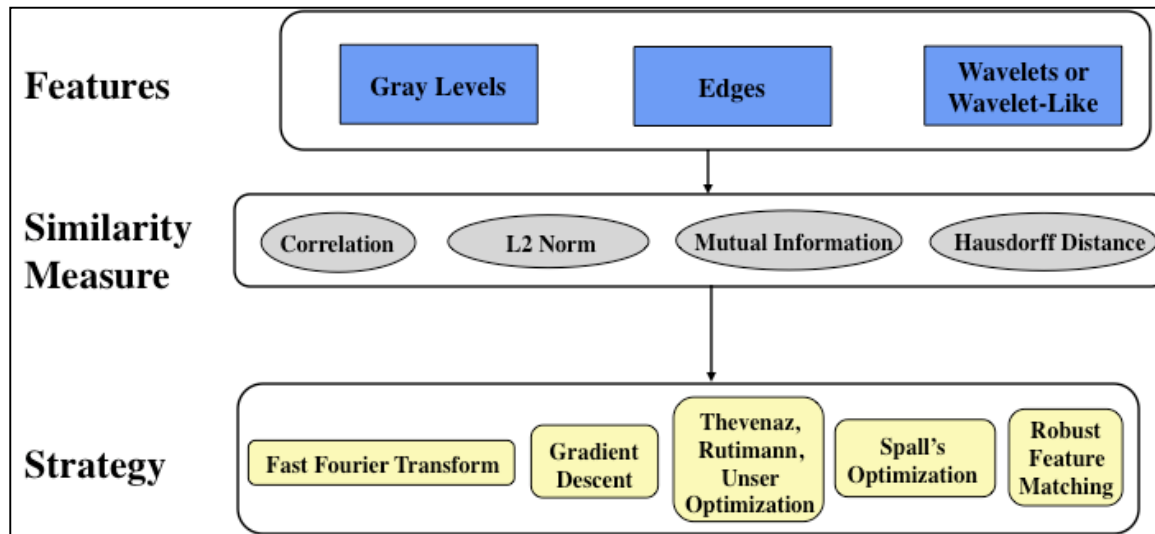 Features
Gray Levels
Edges
Wavelets or
Wavelet-Like
Similarity
Measure
Correlation
L2 Norm
Mutual Information
Hausdorff Distance
Strategy
Fast Fourier Transform
Gradient
Descent
Thevenaz,
Rutimann,
Unser
Optimization
Spall's
Optimization
Robust
Feature
Matching